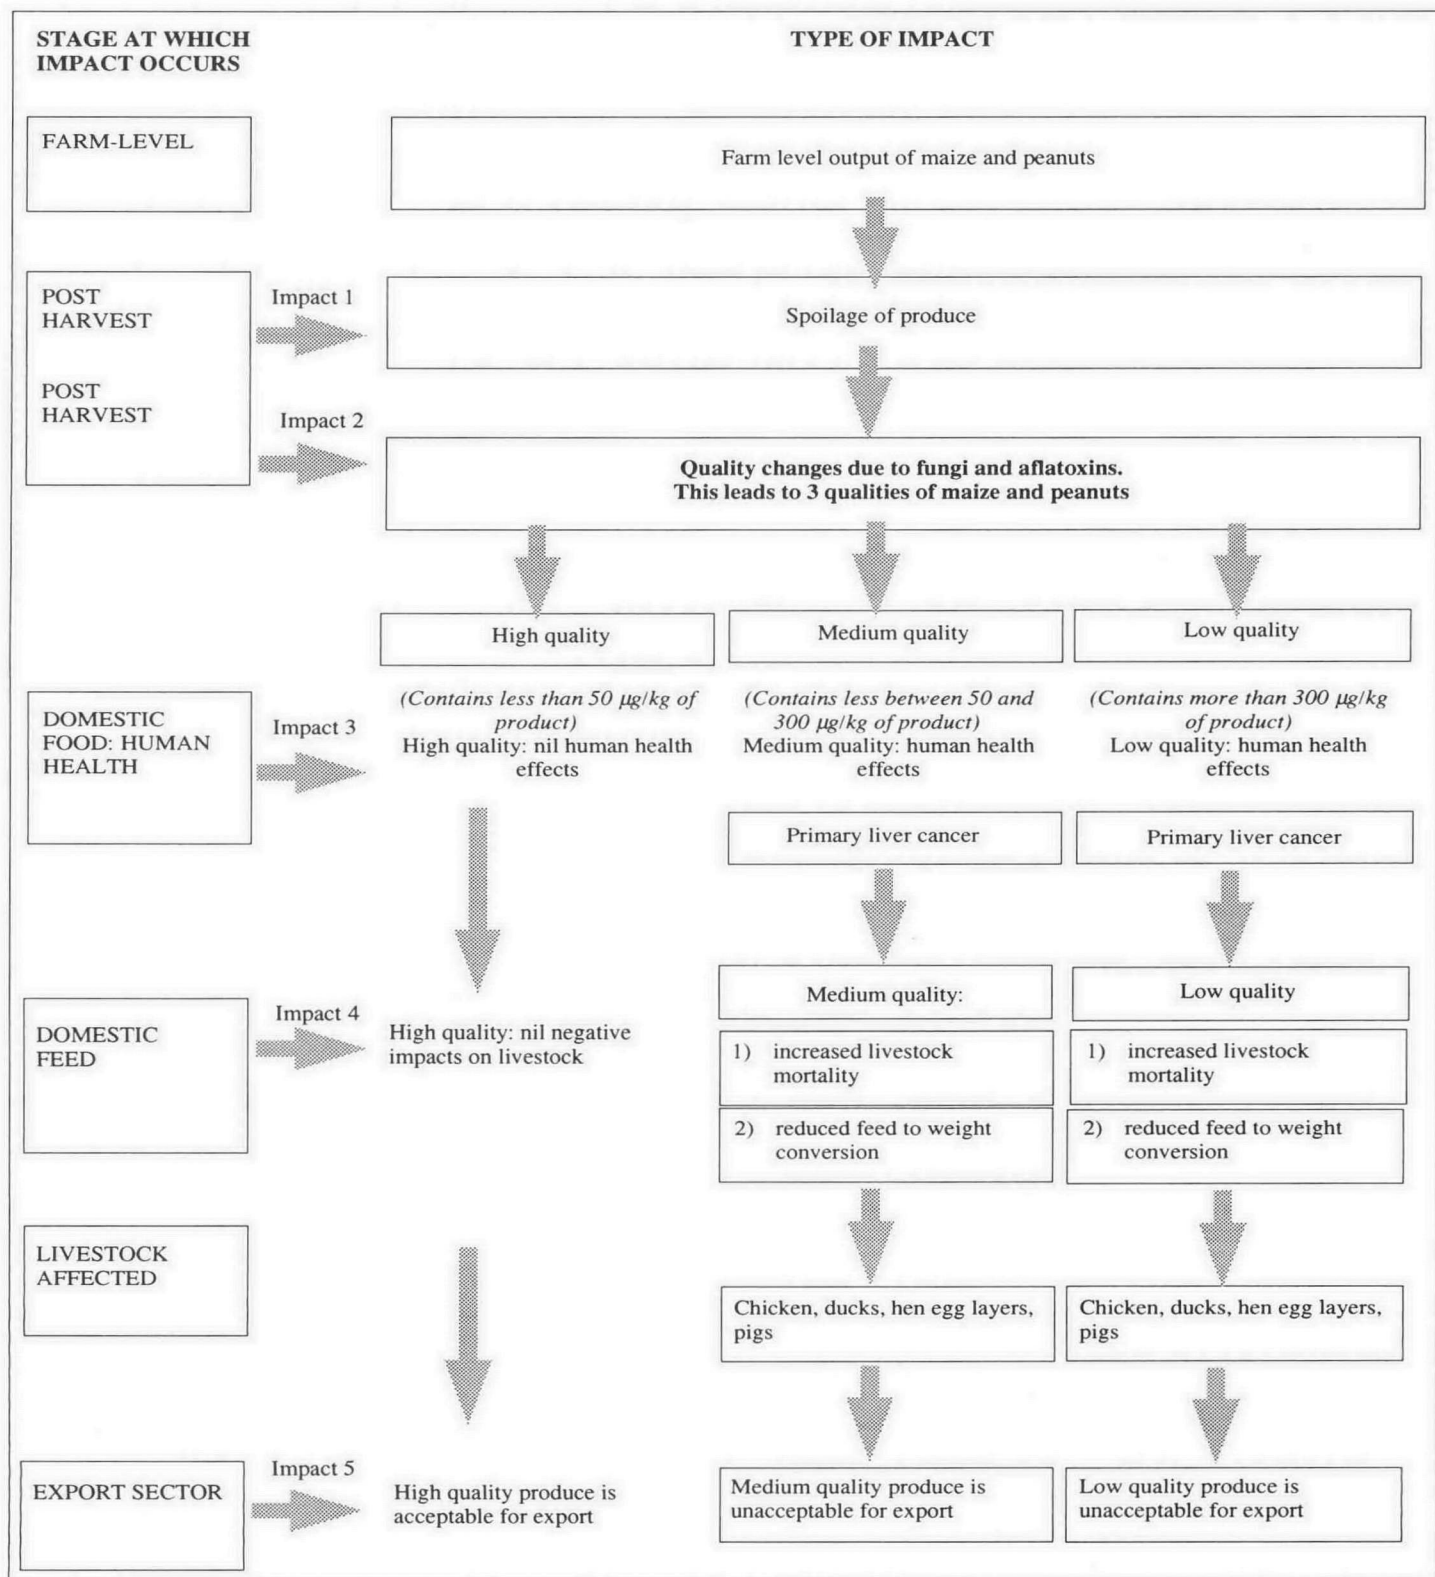 STAGE AT WHICH
IMPACT OCCURS
TYPE OF IMPACT
FARM-LEVEL
Farm level output of maize and peanuts
POST
HARVEST
Impact 1
Spoilage of produce
POST
HARVEST
Impact 2
Quality changes due to fungi and aflatoxins.
This leads to 3 qualities of maize and peanuts
High quality
Medium quality
Low quality
DOMESTIC
FOOD: HUMAN
HEALTH
Impact 3
(Contains less than 50 µg/kg of
product)
High quality: nil human health
effects
(Contains less between 50 and
300 µg/kg of product)
Medium quality: human health
effects
(Contains more than 300 µg/kg
of product)
Low quality: human health
effects
Primary liver cancer
Primary liver cancer
DOMESTIC
FEED
Impact 4
High quality: nil negative
impacts on livestock
Medium quality:
1) increased livestock
mortality
2) reduced feed to weight
conversion
Low quality
1) increased livestock
mortality
2) reduced feed to weight
conversion
LIVESTOCK
AFFECTED
Chicken, ducks, hen egg layers,
pigs
Chicken, ducks, hen egg layers,
pigs
EXPORT SECTOR
Impact 5
High quality produce is
acceptable for export
Medium quality produce is
unacceptable for export
Low quality produce is
unacceptable for export